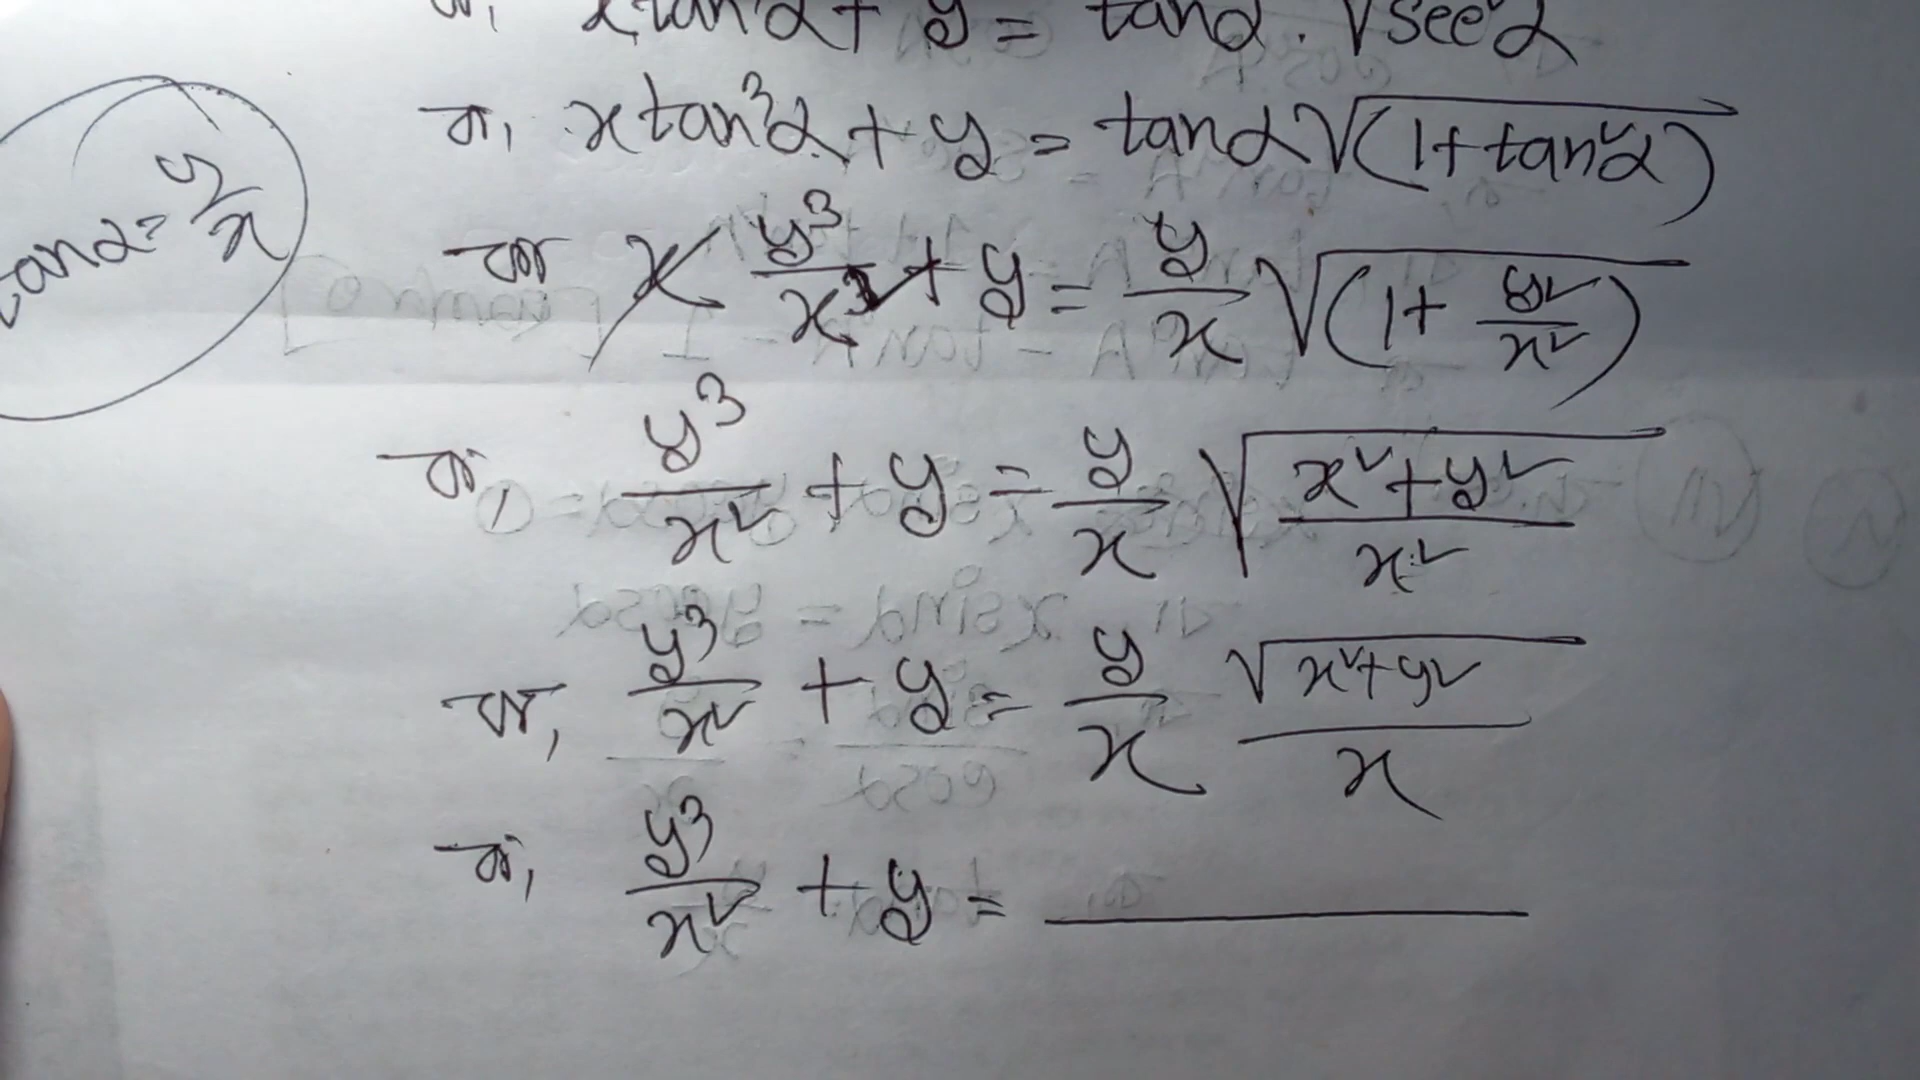 বা, x tan³α + y = tanα . √sec²α
বা, x tan³α + y = tanα √(1 + tan²α)
tanα = y/x
বা x y³/x³ + y = y/x √(1 + y²/x²)
বা, y³/x² + y = y/x √(x² + y²)/x²
বা, y³/x² + y = y/x √(x² + y²)/x
বা, y³/x² + y =